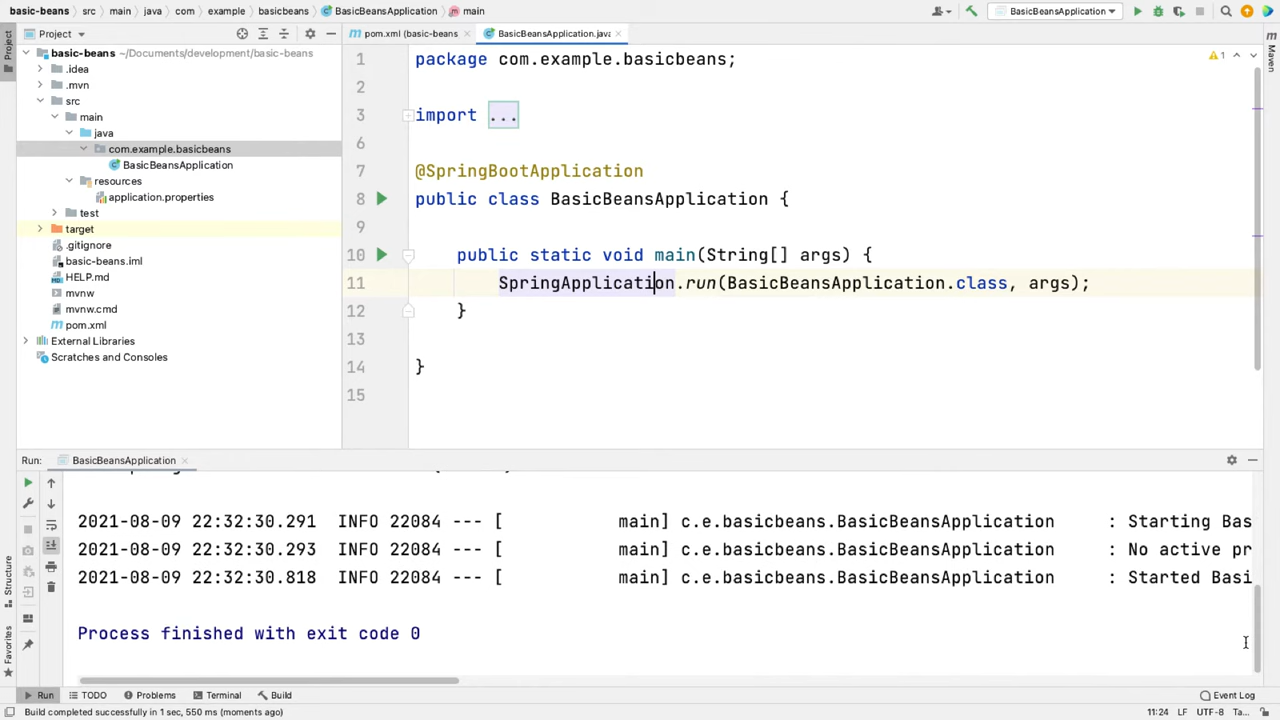 basic-beans > src > main > java > com > example > basicbeans > BasicBeansApplication > main
BasicBeansApplication
Project
pom.xml (basic-beans
BasicBeansApplication.java
Project
Maven
basic-beans ~/Documents/development/basic-beans
.idea
.mvn
src
main
java
com.example.basicbeans
BasicBeansApplication
resources
application.properties
test
target
.gitignore
basic-beans.iml
HELP.md
mvnw
mvnw.cmd
pom.xml
External Libraries
Scratches and Consoles
1 package com.example.basicbeans;
1
2
3 import ...
6
7 @SpringBootApplication
8 public class BasicBeansApplication {
9
10 public static void main(String[] args) {
11 SpringApplication.run(BasicBeansApplication.class, args);
12 }
13
14 }
15
Run: BasicBeansApplication
2021-08-09 22:32:30.291 INFO 22084 --- [ main] c.e.basicbeans.BasicBeansApplication : Starting Bas
2021-08-09 22:32:30.293 INFO 22084 --- [ main] c.e.basicbeans.BasicBeansApplication : No active pr
2021-08-09 22:32:30.818 INFO 22084 --- [ main] c.e.basicbeans.BasicBeansApplication : Started Basi
Process finished with exit code 0
Structure
Favorites
Run TODO Problems Terminal Build Event Log
Build completed successfully in 1 sec, 550 ms (moments ago) 11:24 LF UTF-8 Ta...